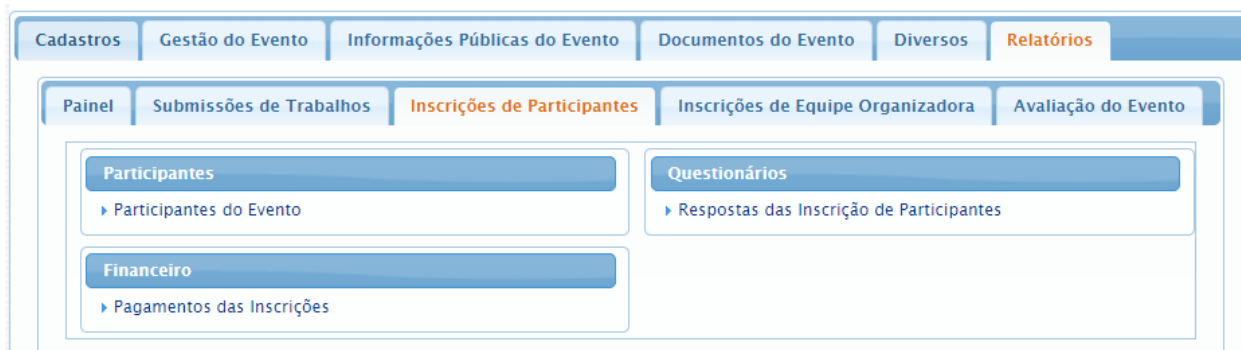 Cadastros Gestão do Evento Informações Públicas do Evento Documentos do Evento Diversos Relatórios
Painel Submissões de Trabalhos Inscrições de Participantes Inscrições de Equipe Organizadora Avaliação do Evento
Participantes
Participantes do Evento
Questionários
Respostas das Inscrição de Participantes
Financeiro
Pagamentos das Inscrições